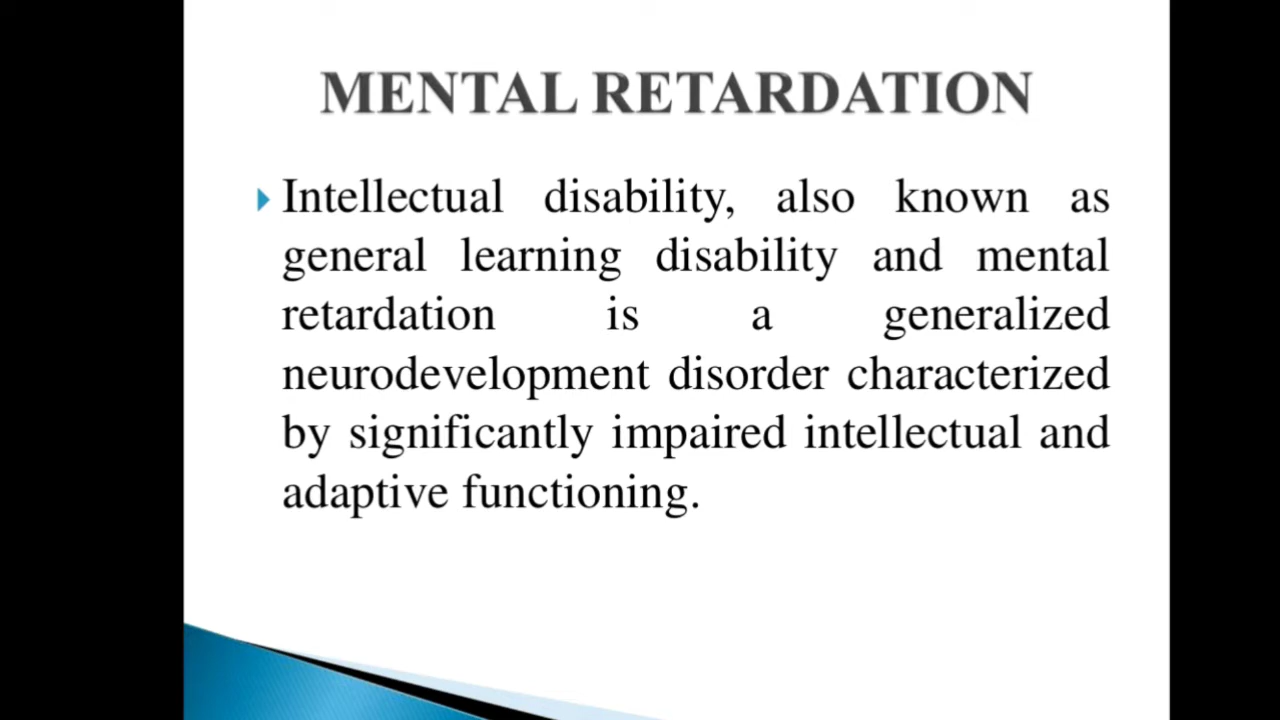 MENTAL RETARDATION
Intellectual disability, also known as
general learning disability and mental
retardation is a generalized
neurodevelopment disorder characterized
by significantly impaired intellectual and
adaptive functioning.